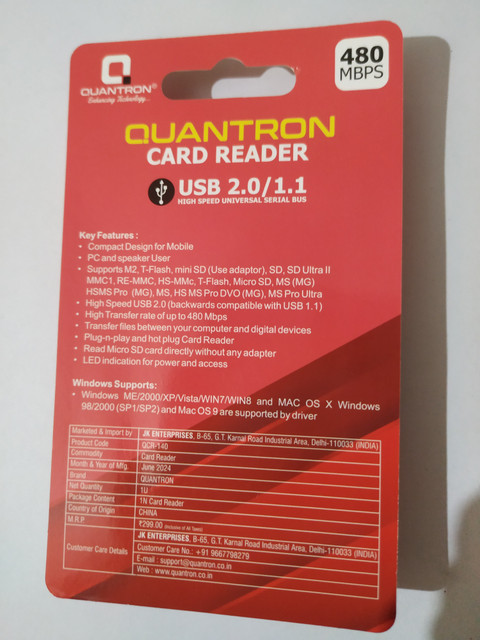 QUANTRON®
Enhancing Technology...
480
MBPS
QUANTRON
CARD READER
USB 2.0/1.1
HIGH SPEED UNIVERSAL SERIAL BUS
Key Features :
• Compact Design for Mobile
• PC and speaker User
• Supports M2, T-Flash, mini SD (Use adaptor), SD, SD Ultra II
MMC1, RE-MMC, HS-MMc, T-Flash, Micro SD, MS (MG)
HSMS Pro (MG), MS, HS MS Pro DVO (MG), MS Pro Ultra
• High Speed USB 2.0 (backwards compatible with USB 1.1)
• High Transfer rate of up to 480 Mbps
• Transfer files between your computer and digital devices
• Plug-n-play and hot plug Card Reader
• Read Micro SD card directly without any adapter
• LED indication for power and access
Windows Supports:
• Windows ME/2000/XP/Vista/WIN7/WIN8 and MAC OS X Windows
98/2000 (SP1/SP2) and Mac OS 9 are supported by driver
Marketed & Import by JK ENTERPRISES, B-65, G.T. Karnal Road Industrial Area, Delhi-110033 (INDIA)
Product Code QCR-140
Commodity Card Reader
Month & Year of Mfg. June 2024
Brand QUANTRON
Net Quantity 1U
Package Content 1N Card Reader
Country of Origin CHINA
M.R.P ₹299.00 (Inclusive of All Taxes)
Customer Care Details JK ENTERPRISES, B-65, G.T. Karnal Road Industrial Area, Delhi-110033 (INDIA)
Customer Care No.: +91 9667798279
E-mail : support@quantron.co.in
Web : www.quantron.co.in